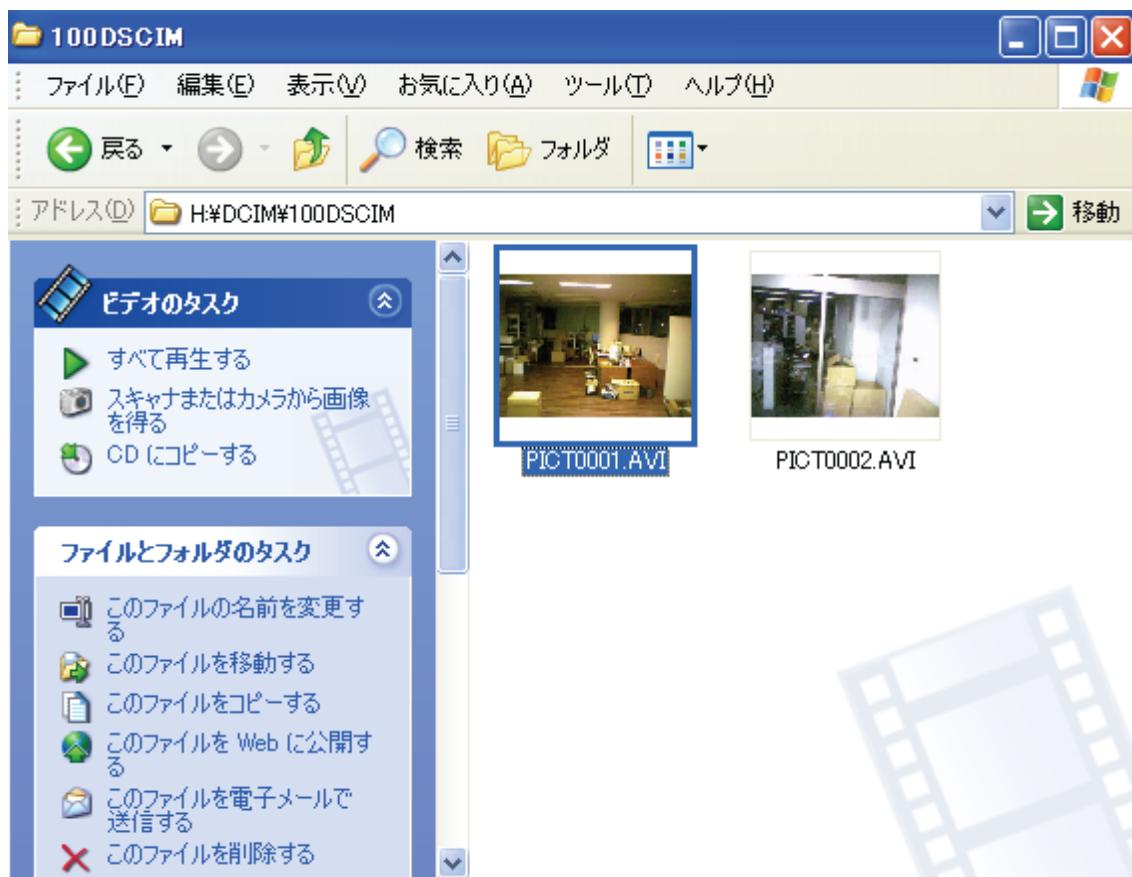 100DSCIM
ファイル(F) 編集(E) 表示(V) お気に入り(A) ツール(T) ヘルプ(H)
戻る 検索 フォルダ
アドレス(D) H:¥DCIM¥100DSCIM 移動
ビデオのタスク
すべて再生する
スキャナまたはカメラから画像
を得る
CD にコピーする
ファイルとフォルダのタスク
このファイルの名前を変更す
る
このファイルを移動する
このファイルをコピーする
このファイルを Web に公開す
る
このファイルを電子メールで
送信する
このファイルを削除する
PICT0001.AVI PICT0002.AVI